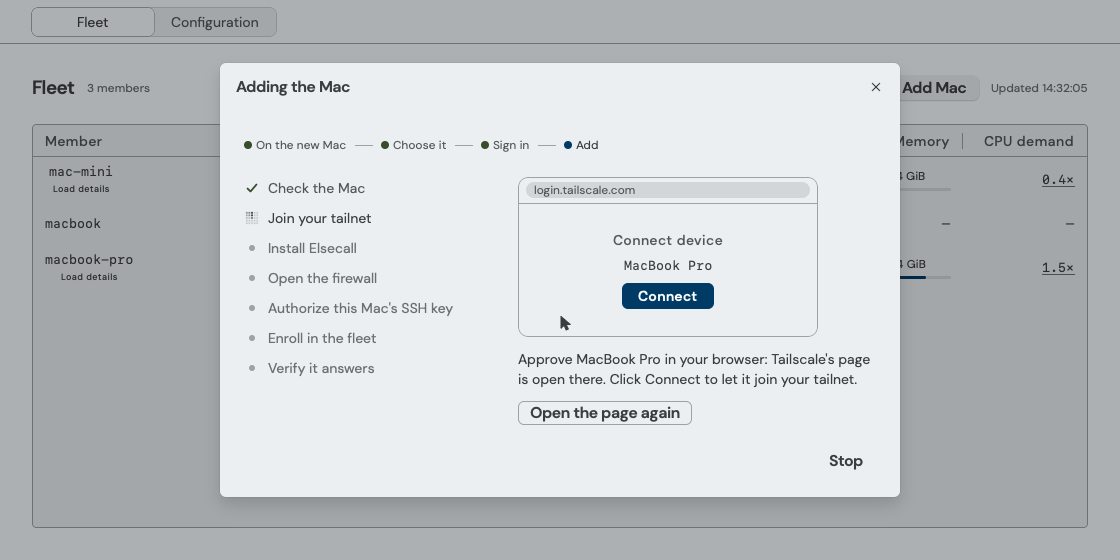 Fleet
Configuration
Fleet
3 members
Add Mac
Updated 14:32:05
Member
Memory
CPU demand
mac-mini
Load details
GiB
0.4×
macbook
—
—
macbook-pro
Load details
GiB
1.5×
Adding the Mac
×
On the new Mac
Choose it
Sign in
Add
Check the Mac
Join your tailnet
Install Elsecall
Open the firewall
Authorize this Mac's SSH key
Enroll in the fleet
Verify it answers
login.tailscale.com
Connect device
MacBook Pro
Connect
Approve MacBook Pro in your browser: Tailscale's page
is open there. Click Connect to let it join your tailnet.
Open the page again
Stop